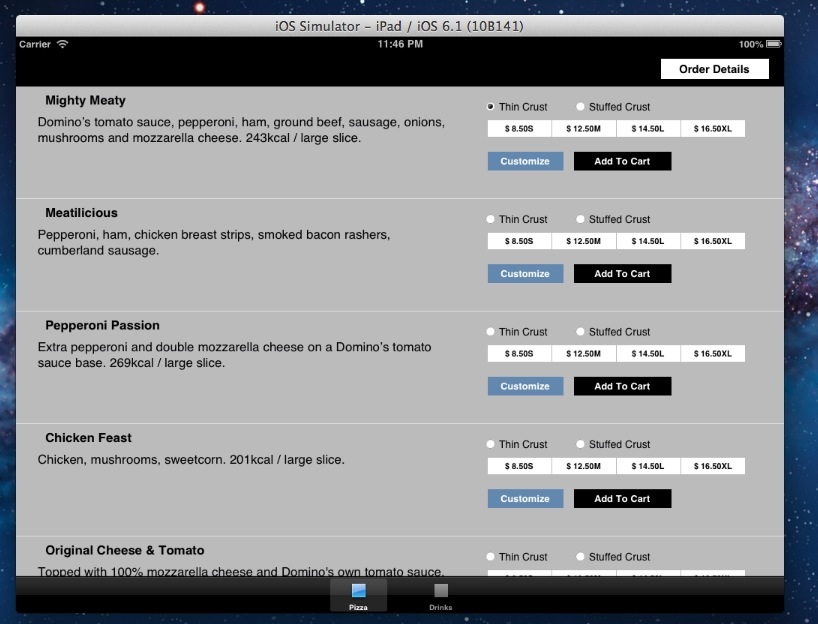 iOS Simulator – iPad / iOS 6.1 (10B141)
Carrier 11:46 PM 100%
Order Details
Mighty Meaty
Domino's tomato sauce, pepperoni, ham, ground beef, sausage, onions,
mushrooms and mozzarella cheese. 243kcal / large slice.
Thin Crust Stuffed Crust
$ 8.50S $ 12.50M $ 14.50L $ 16.50XL
Customize Add To Cart
Meatilicious
Pepperoni, ham, chicken breast strips, smoked bacon rashers,
cumberland sausage.
Thin Crust Stuffed Crust
$ 8.50S $ 12.50M $ 14.50L $ 16.50XL
Customize Add To Cart
Pepperoni Passion
Extra pepperoni and double mozzarella cheese on a Domino's tomato
sauce base. 269kcal / large slice.
Thin Crust Stuffed Crust
$ 8.50S $ 12.50M $ 14.50L $ 16.50XL
Customize Add To Cart
Chicken Feast
Chicken, mushrooms, sweetcorn. 201kcal / large slice.
Thin Crust Stuffed Crust
$ 8.50S $ 12.50M $ 14.50L $ 16.50XL
Customize Add To Cart
Original Cheese & Tomato
Topped with 100% mozzarella cheese and Domino's own tomato sauce.
Thin Crust Stuffed Crust
Pizza Drinks